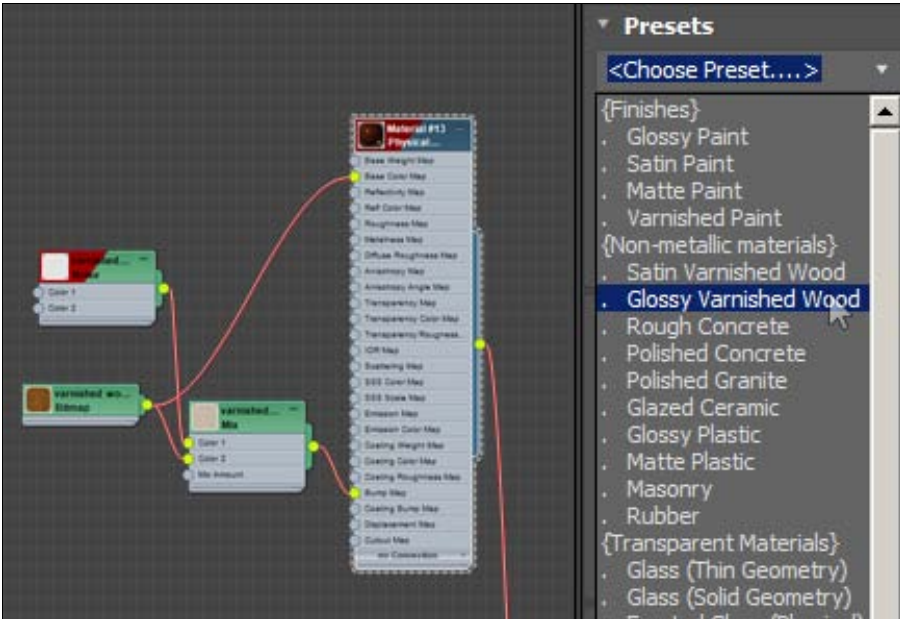 Material #13
Physical...
Base Weight Map
Base Color Map
Reflectivity Map
Refl Color Map
Roughness Map
Metalness Map
Diffuse Roughness Map
Anisotropy Map
Anisotropy Angle Map
Transparency Map
Transparency Color Map
Transparency Roughness...
IOR Map
Scattering Map
SSS Color Map
SSS Scale Map
Emission Map
Emission Color Map
Coating Weight Map
Coating Color Map
Coating Roughness Map
Bump Map
Coating Bump Map
Displacement Map
Cutout Map
mr Connection
Color 1
Color 2
varnished wo...
Bitmap
varnished...
Mix
Color 1
Color 2
Mix Amount
Presets
<Choose Preset....>
{Finishes}
. Glossy Paint
. Satin Paint
. Matte Paint
. Varnished Paint
{Non-metallic materials}
. Satin Varnished Wood
. Glossy Varnished Wood
. Rough Concrete
. Polished Concrete
. Polished Granite
. Glazed Ceramic
. Glossy Plastic
. Matte Plastic
. Masonry
. Rubber
{Transparent Materials}
. Glass (Thin Geometry)
. Glass (Solid Geometry)